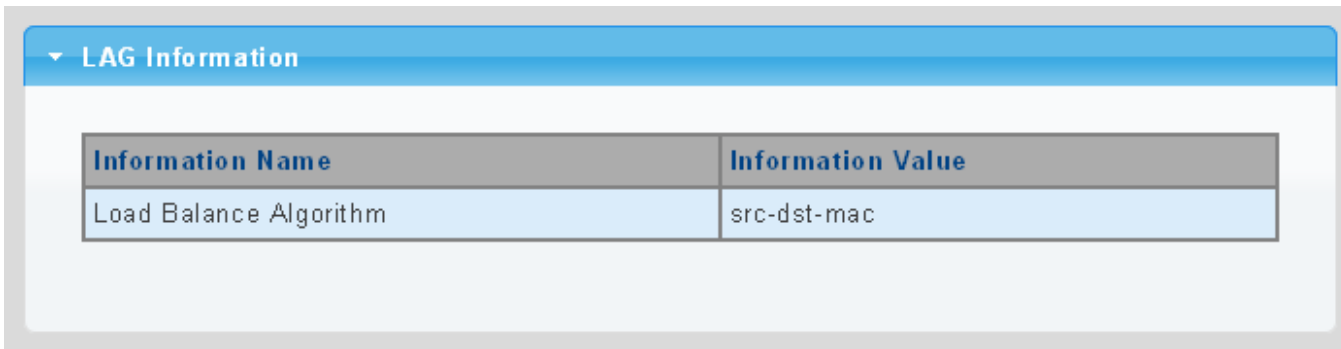 LAG Information
Information Name Information Value
Load Balance Algorithm src-dst-mac